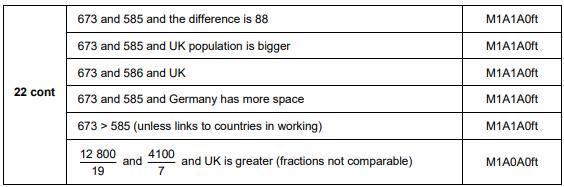 673 and 585 and the difference is 88 M1A1A0ft
673 and 585 and UK population is bigger M1A1A0ft
673 and 586 and UK M1A1A0ft
22 cont
673 and 585 and Germany has more space M1A1A0ft
673 > 585 (unless links to countries in working) M1A1A0ft
12 800/19 and 4100/7 and UK is greater (fractions not comparable) M1A0A0ft